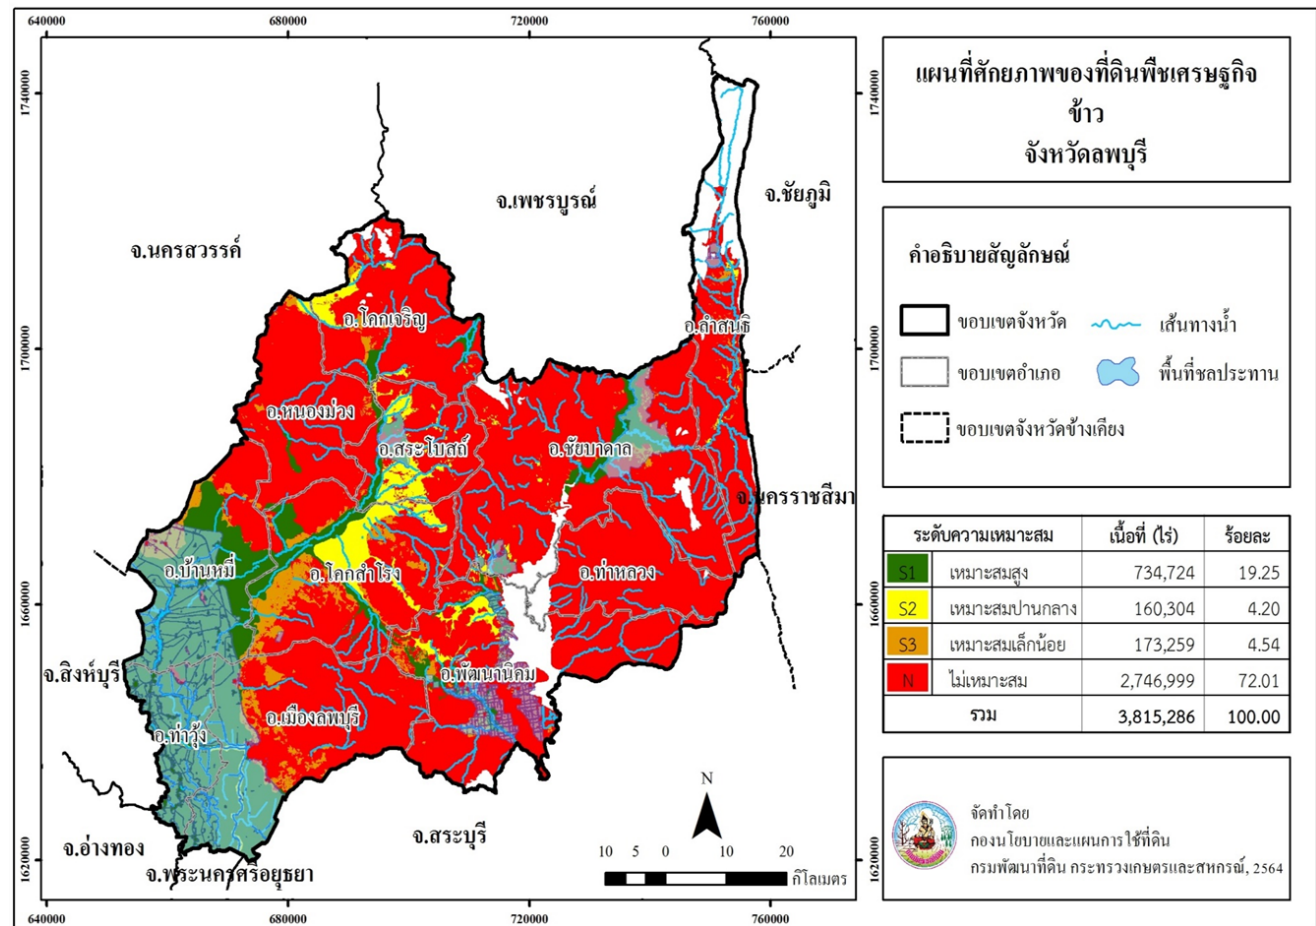 640000 680000 720000 760000
แผนที่ศักยภาพของที่ดินพืชเศรษฐกิจ
ข้าว
จังหวัดลพบุรี
1740000 1740000
จ.ชัยภูมิ
จ.เพชรบูรณ์
จ.นครสวรรค์
คำอธิบายสัญลักษณ์
ขอบเขตจังหวัด เส้นทางน้ำ
ขอบเขตอำเภอ พื้นที่ชลประทาน
ขอบเขตจังหวัดข้างเคียง
อ.โคกเจริญ อ.ลำสนธิ
1700000 1700000
อ.หนองม่วง
อ.สระโบสถ์ อ.ชัยบาดาล
จ.นครราชสีมา
อ.บ้านหมี่ อ.โคกสำโรง อ.ท่าหลวง
1660000 1660000
จ.สิงห์บุรี อ.พัฒนานิคม
อ.ท่าวุ้ง อ.เมืองลพบุรี
ระดับความเหมาะสม เนื้อที่ (ไร่) ร้อยละ
S1 เหมาะสมสูง 734,724 19.25
S2 เหมาะสมปานกลาง 160,304 4.20
S3 เหมาะสมเล็กน้อย 173,259 4.54
N ไม่เหมาะสม 2,746,999 72.01
รวม 3,815,286 100.00
N
จ.อ่างทอง จ.สระบุรี
จ.พระนครศรีอยุธยา
10 5 0 10 20
กิโลเมตร
1620000 1620000
จัดทำโดย
กองนโยบายและแผนการใช้ที่ดิน
กรมพัฒนาที่ดิน กระทรวงเกษตรและสหกรณ์, 2564
640000 680000 720000 760000